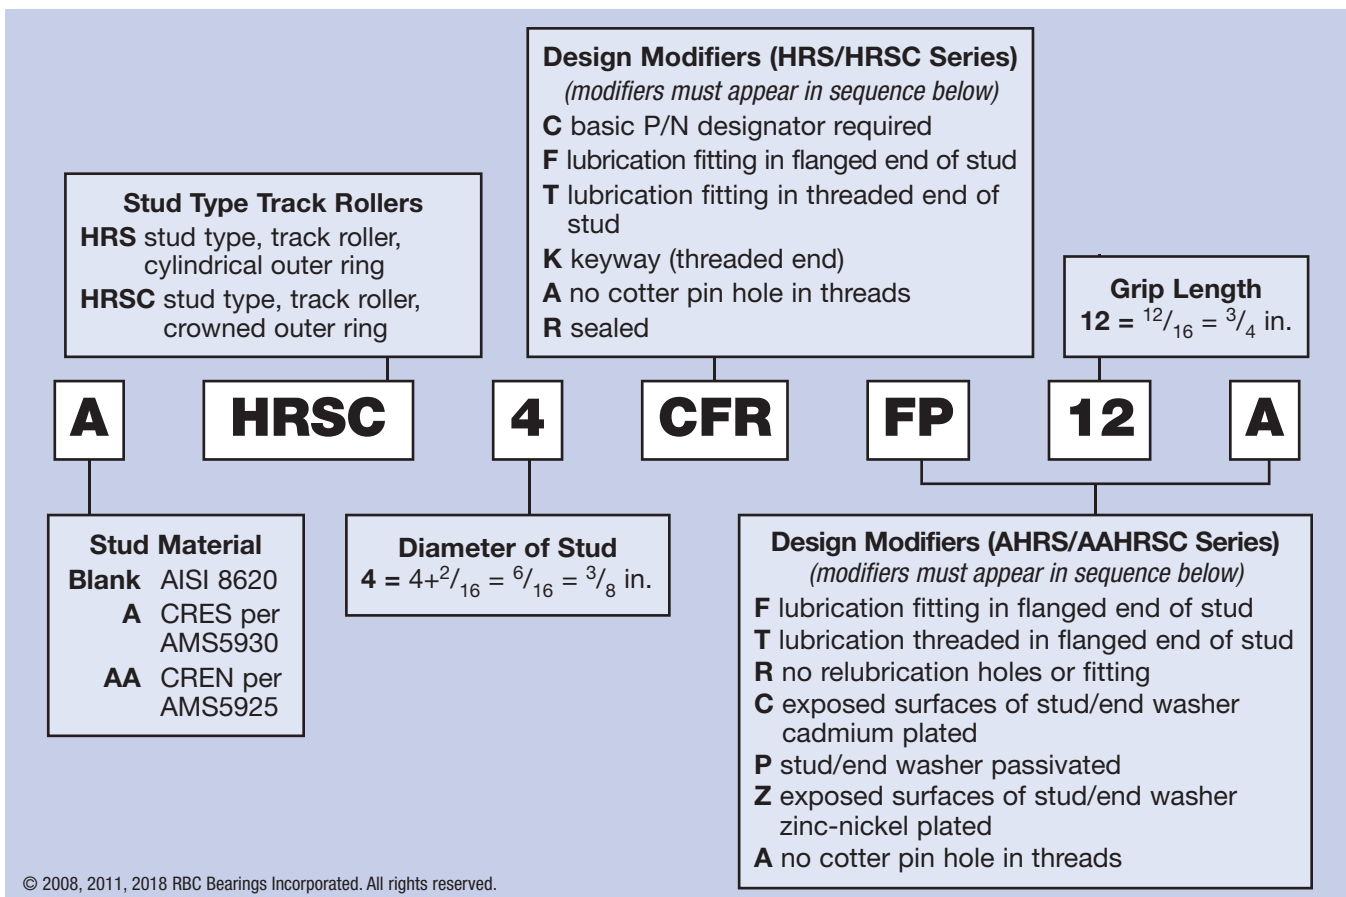 Design Modifiers (HRS/HRSC Series)
(modifiers must appear in sequence below)
C basic P/N designator required
F lubrication fitting in flanged end of stud
T lubrication fitting in threaded end of
stud
K keyway (threaded end)
A no cotter pin hole in threads
R sealed
Stud Type Track Rollers
HRS stud type, track roller,
cylindrical outer ring
HRSC stud type, track roller,
crowned outer ring
Grip Length
12 = 12/16 = 3/4 in.
A HRSC 4 CFR FP 12 A
Stud Material
Blank AISI 8620
A CRES per
AMS5930
AA CREN per
AMS5925
Diameter of Stud
4 = 4+2/16 = 6/16 = 3/8 in.
Design Modifiers (AHRS/AAHRSC Series)
(modifiers must appear in sequence below)
F lubrication fitting in flanged end of stud
T lubrication threaded in flanged end of stud
R no relubrication holes or fitting
C exposed surfaces of stud/end washer
cadmium plated
P stud/end washer passivated
Z exposed surfaces of stud/end washer
zinc-nickel plated
A no cotter pin hole in threads
© 2008, 2011, 2018 RBC Bearings Incorporated. All rights reserved.